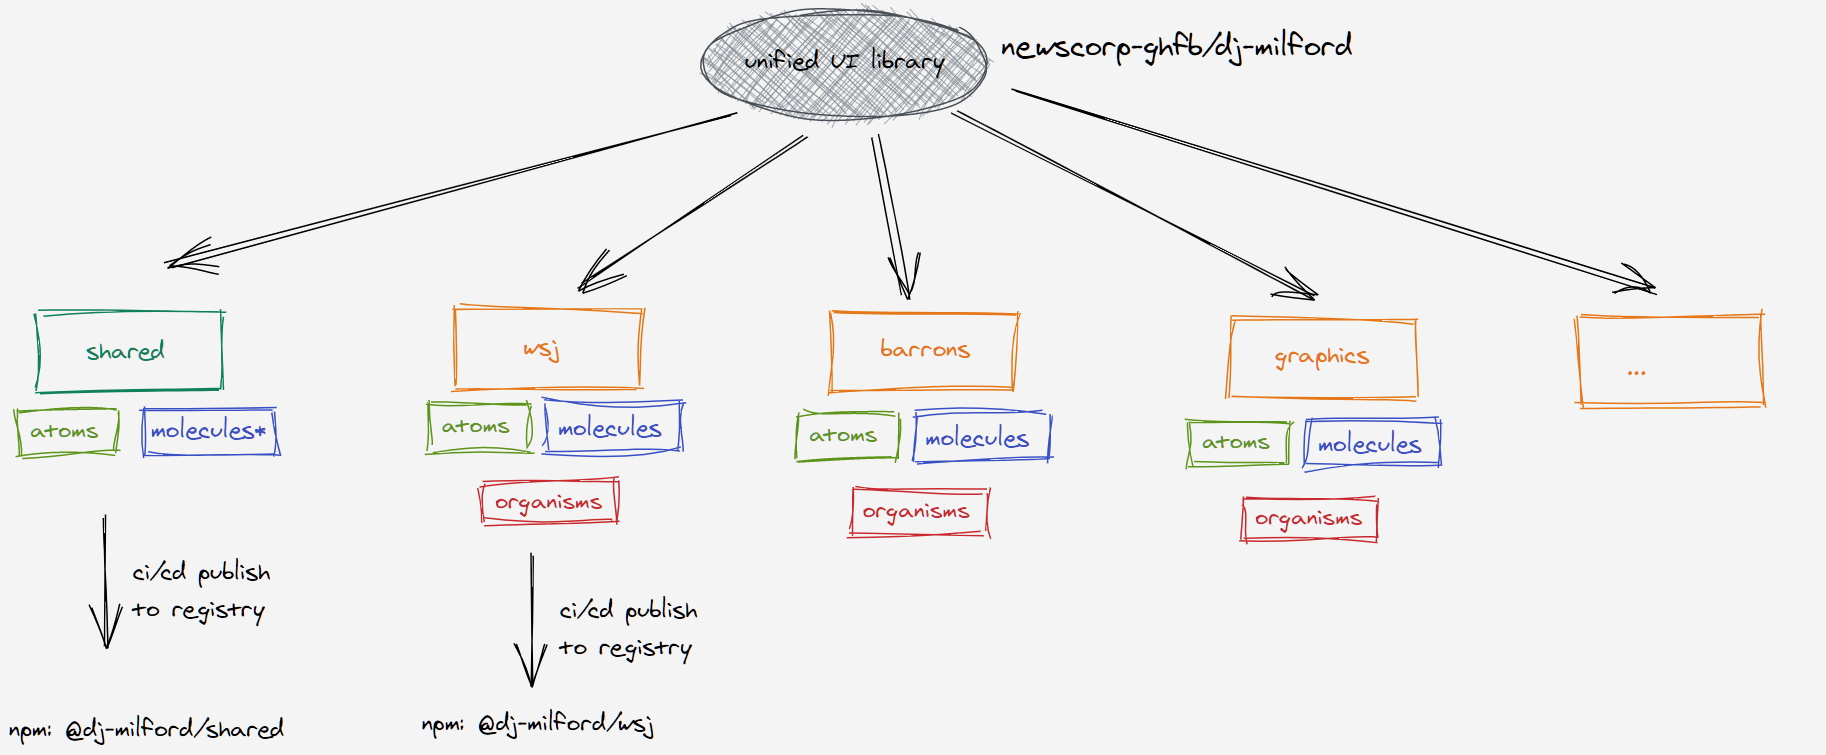 unified UI library
newscorp-ghfb/dj-milford
shared
wsj
barrons
graphics
...
atoms
molecules*
atoms
molecules
organisms
atoms
molecules
organisms
atoms
molecules
organisms
ci/cd publish
to registry
ci/cd publish
to registry
npm: @dj-milford/shared
npm: @dj-milford/wsj